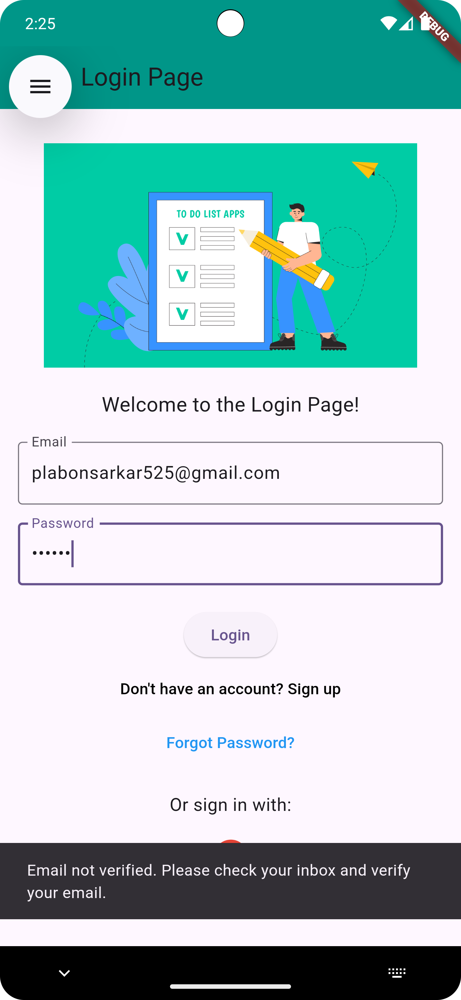 2:25
DEBUG
Login Page
TO DO LIST APPS
V
V
V
Welcome to the Login Page!
Email
plabonsarkar525@gmail.com
Password
••••••
Login
Don't have an account? Sign up
Forgot Password?
Or sign in with:
Email not verified. Please check your inbox and verify
your email.